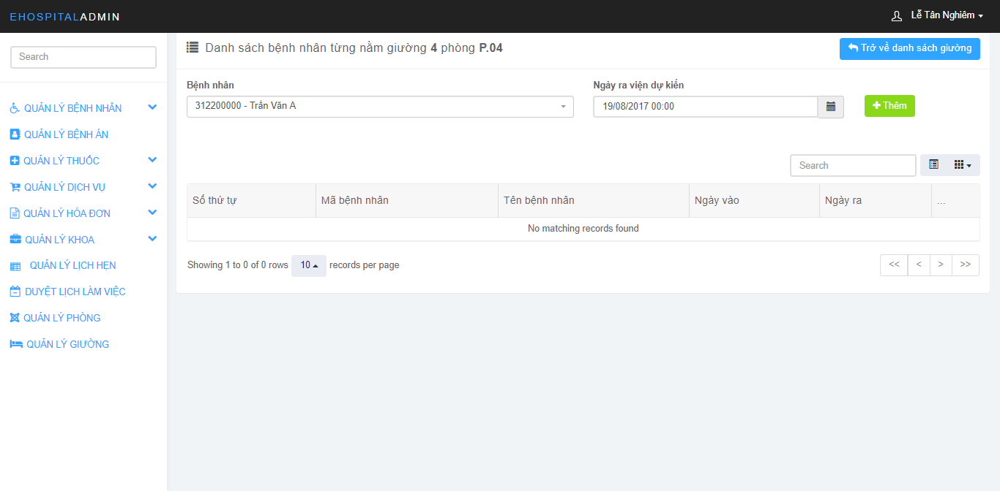 EHOSPITALADMIN
Lễ Tân Nghiêm
Search
QUẢN LÝ BỆNH NHÂN
QUẢN LÝ BỆNH ÁN
QUẢN LÝ THUỐC
QUẢN LÝ DỊCH VỤ
QUẢN LÝ HÓA ĐƠN
QUẢN LÝ KHOA
QUẢN LÝ LỊCH HẸN
DUYỆT LỊCH LÀM VIỆC
QUẢN LÝ PHÒNG
QUẢN LÝ GIƯỜNG
Danh sách bệnh nhân từng nằm giường 4 phòng P.04
Trở về danh sách giường
Bệnh nhân
312200000 - Trần Văn A
Ngày ra viện dự kiến
19/08/2017 00:00
Thêm
Search
Số thứ tự Mã bệnh nhân Tên bệnh nhân Ngày vào Ngày ra ...
No matching records found
Showing 1 to 0 of 0 rows 10 records per page
<< < > >>